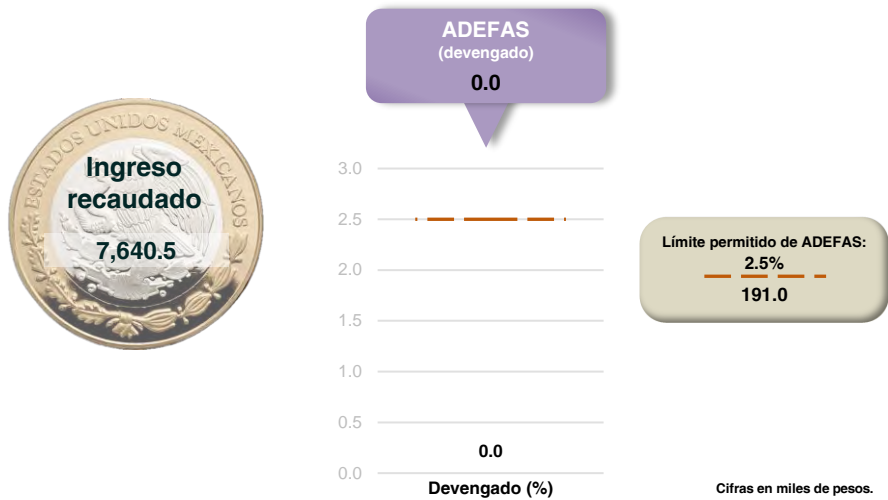 ADEFAS
(devengado)
0.0
ESTADOS UNIDOS MEXICANOS
Ingreso
recaudado
7,640.5
3.0
2.5
2.0
1.5
1.0
0.5
0.0
0.0
Devengado (%)
Límite permitido de ADEFAS:
2.5%
191.0
Cifras en miles de pesos.